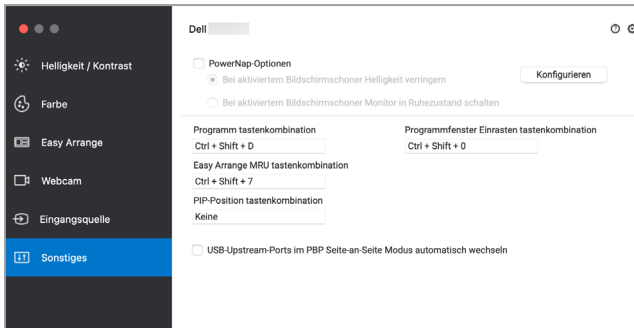 Dell
Helligkeit / Kontrast
Farbe
Easy Arrange
Webcam
Eingangsquelle
Sonstiges
PowerNap-Optionen
Bei aktiviertem Bildschirmschoner Helligkeit verringern
Konfigurieren
Bei aktiviertem Bildschirmschoner Monitor in Ruhezustand schalten
Programm tastenkombination
Ctrl + Shift + D
Programmfenster Einrasten tastenkombination
Ctrl + Shift + 0
Easy Arrange MRU tastenkombination
Ctrl + Shift + 7
PIP-Position tastenkombination
Keine
USB-Upstream-Ports im PBP Seite-an-Seite Modus automatisch wechseln